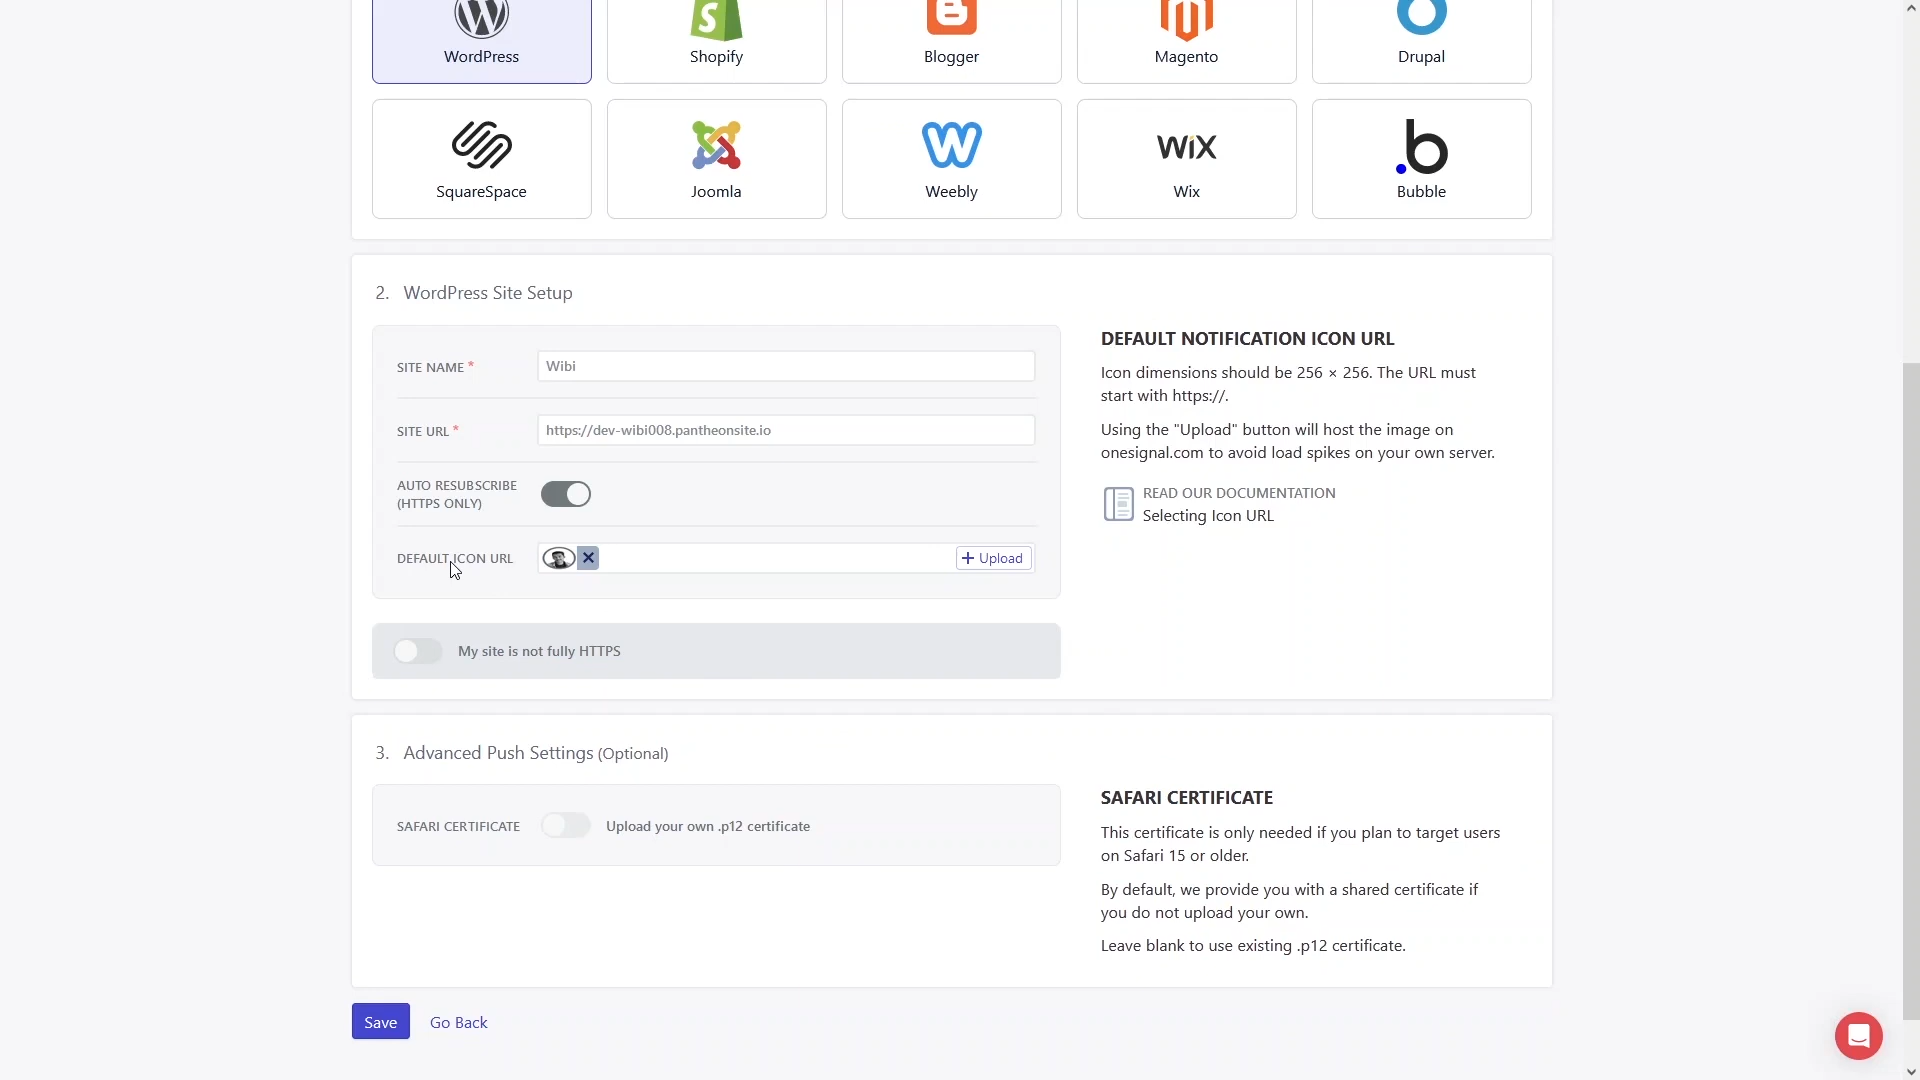 WordPress
Shopify
Blogger
Magento
Drupal
SquareSpace
Joomla
Weebly
WiX
Wix
Bubble
2. WordPress Site Setup
SITE NAME *
Wibi
SITE URL *
https://dev-wibi008.pantheonsite.io
AUTO RESUBSCRIBE
(HTTPS ONLY)
DEFAULT ICON URL
+ Upload
My site is not fully HTTPS
DEFAULT NOTIFICATION ICON URL
Icon dimensions should be 256 × 256. The URL must
start with https://.
Using the "Upload" button will host the image on
onesignal.com to avoid load spikes on your own server.
READ OUR DOCUMENTATION
Selecting Icon URL
3. Advanced Push Settings (Optional)
SAFARI CERTIFICATE
Upload your own .p12 certificate
SAFARI CERTIFICATE
This certificate is only needed if you plan to target users
on Safari 15 or older.
By default, we provide you with a shared certificate if
you do not upload your own.
Leave blank to use existing .p12 certificate.
Save
Go Back